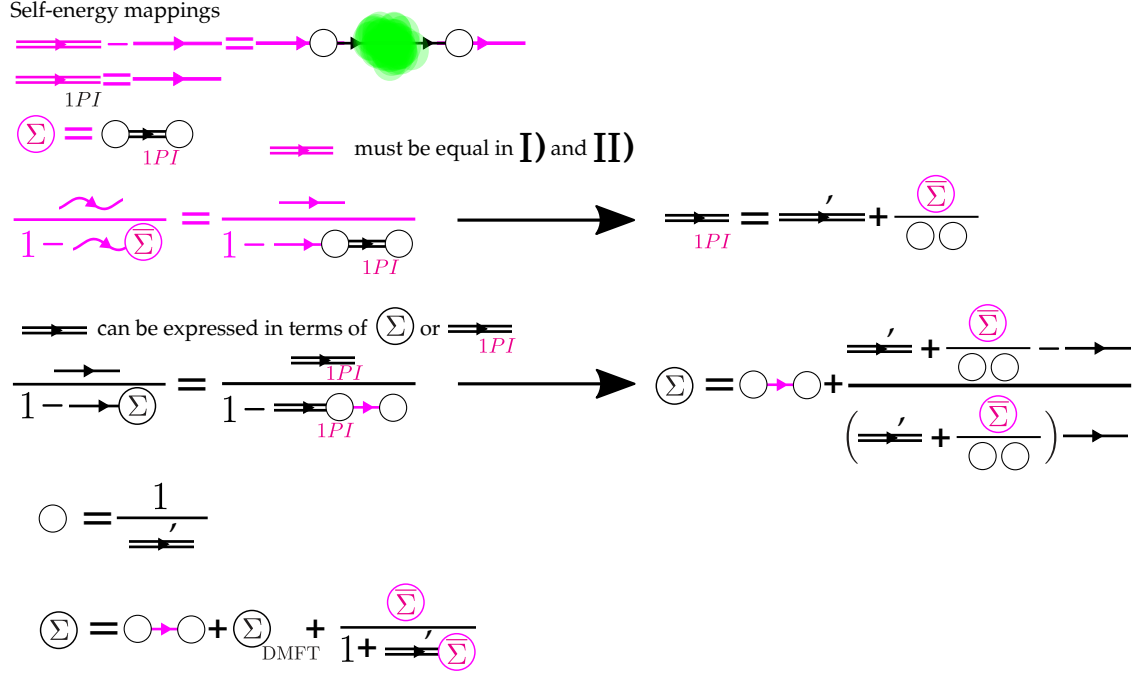 Self-energy mappings
− =
1PI =
Σ = 1PI
must be equal in I) and II)
1 − Σ̅ = 1 − 1PI
1PI = ′ + Σ̅
can be expressed in terms of Σ or 1PI
1 − Σ = 1PI 1 − 1PI
Σ = + ′ + Σ̅ − ( ′ + Σ̅ )
= 1 ′
Σ = + Σ DMFT + Σ̅ 1 + ′ Σ̅